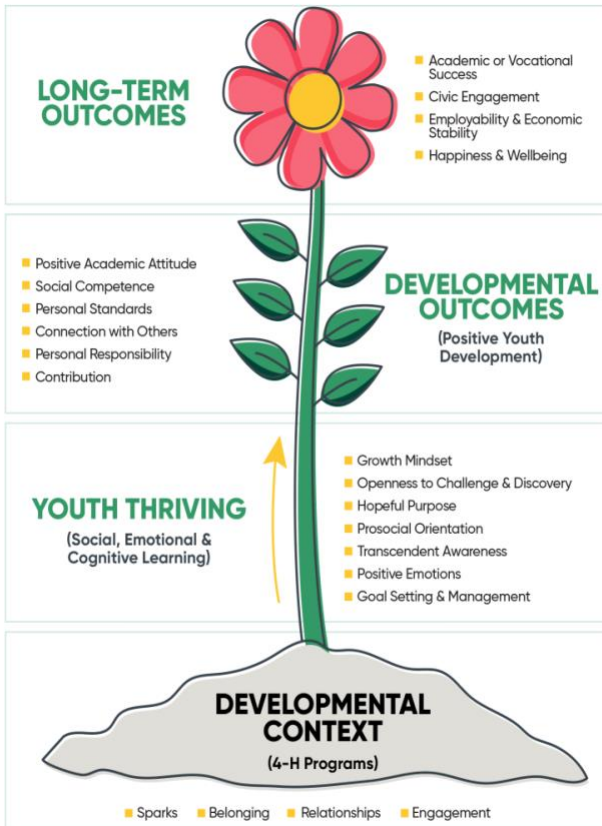 LONG-TERM
OUTCOMES
Academic or Vocational
Success
Civic Engagement
Employability & Economic
Stability
Happiness & Wellbeing
Positive Academic Attitude
Social Competence
Personal Standards
Connection with Others
Personal Responsibility
Contribution
DEVELOPMENTAL
OUTCOMES
(Positive Youth
Development)
YOUTH THRIVING
(Social, Emotional &
Cognitive Learning)
Growth Mindset
Openness to Challenge & Discovery
Hopeful Purpose
Prosocial Orientation
Transcendent Awareness
Positive Emotions
Goal Setting & Management
DEVELOPMENTAL
CONTEXT
(4-H Programs)
Sparks Belonging Relationships Engagement